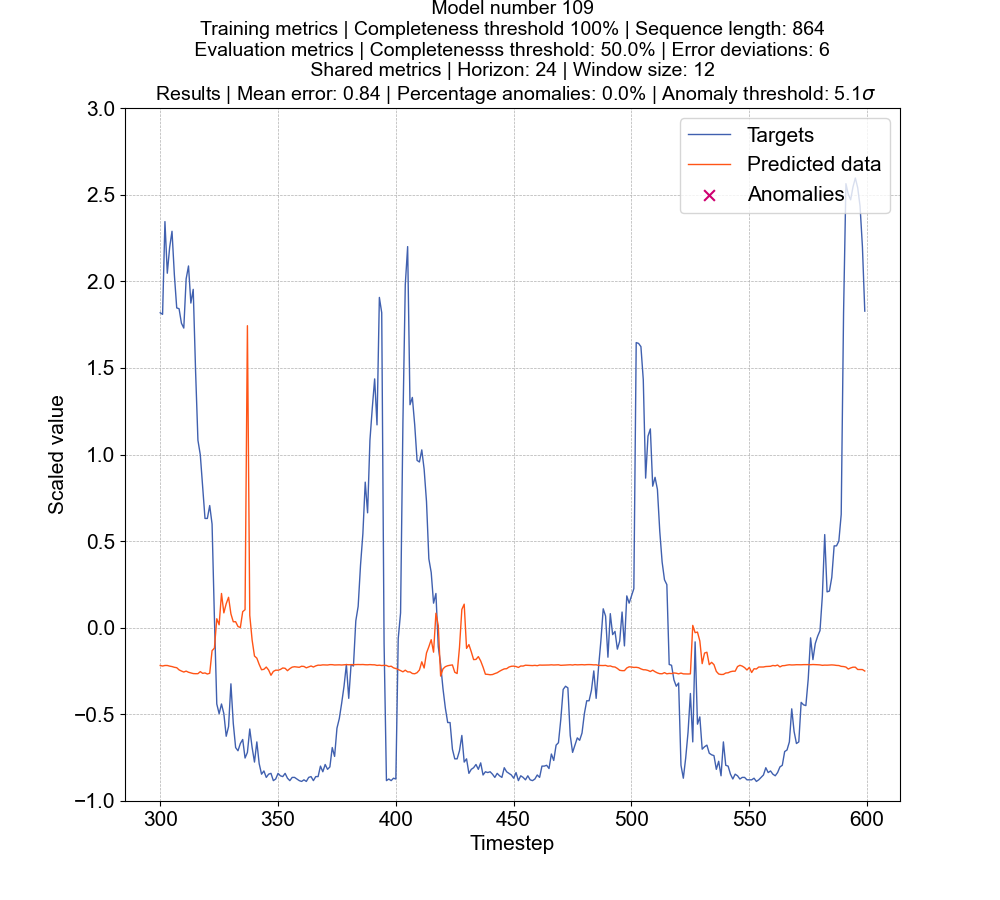 Model number 109
Training metrics | Completeness threshold 100% | Sequence length: 864
Evaluation metrics | Completenesss threshold: 50.0% | Error deviations: 6
Shared metrics | Horizon: 24 | Window size: 12
Results | Mean error: 0.84 | Percentage anomalies: 0.0% | Anomaly threshold: 5.1σ
3.0
2.5
2.0
1.5
1.0
0.5
0.0
−0.5
−1.0
Scaled value
Targets
Predicted data
Anomalies
300 350 400 450 500 550 600
Timestep